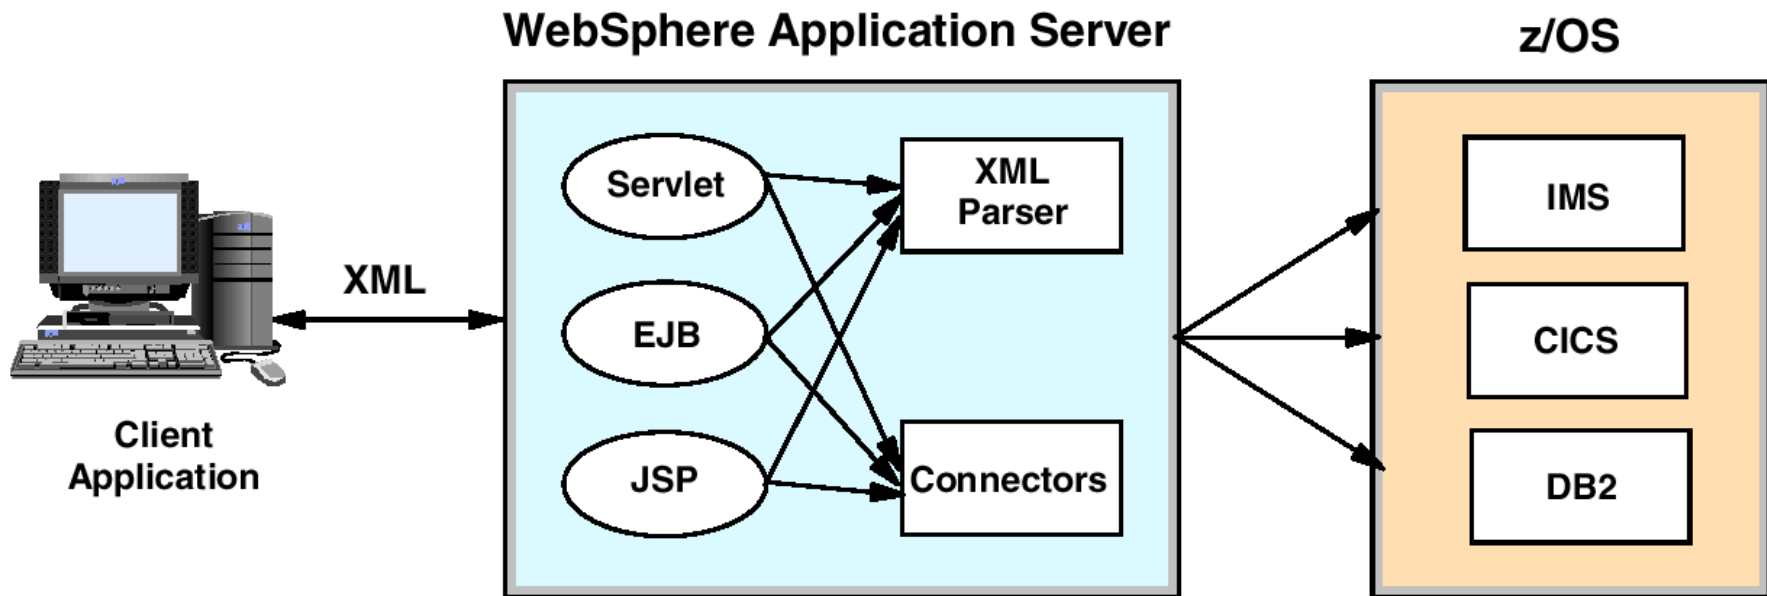 WebSphere Application Server
z/OS
Servlet
XML
Parser
IMS
XML
EJB
CICS
Client
Application
JSP
Connectors
DB2